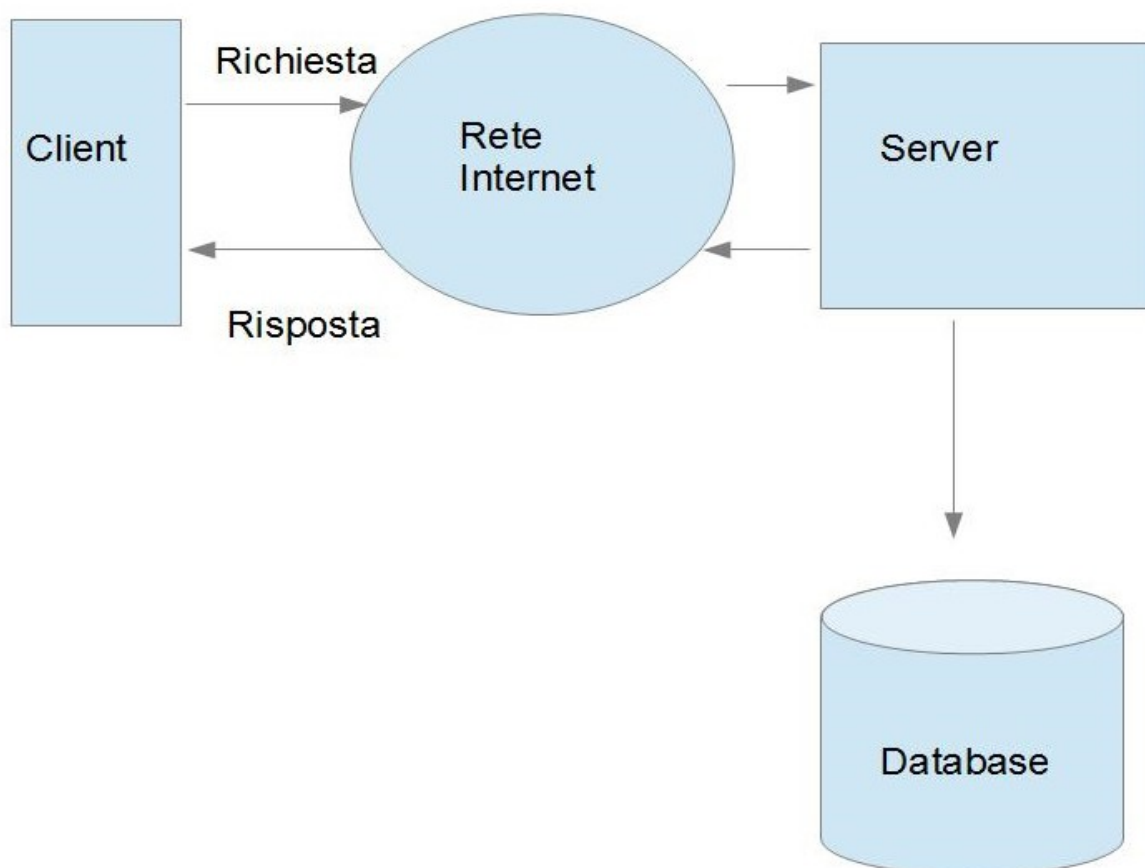 Richiesta
Client
Rete
Internet
Server
Risposta
Database